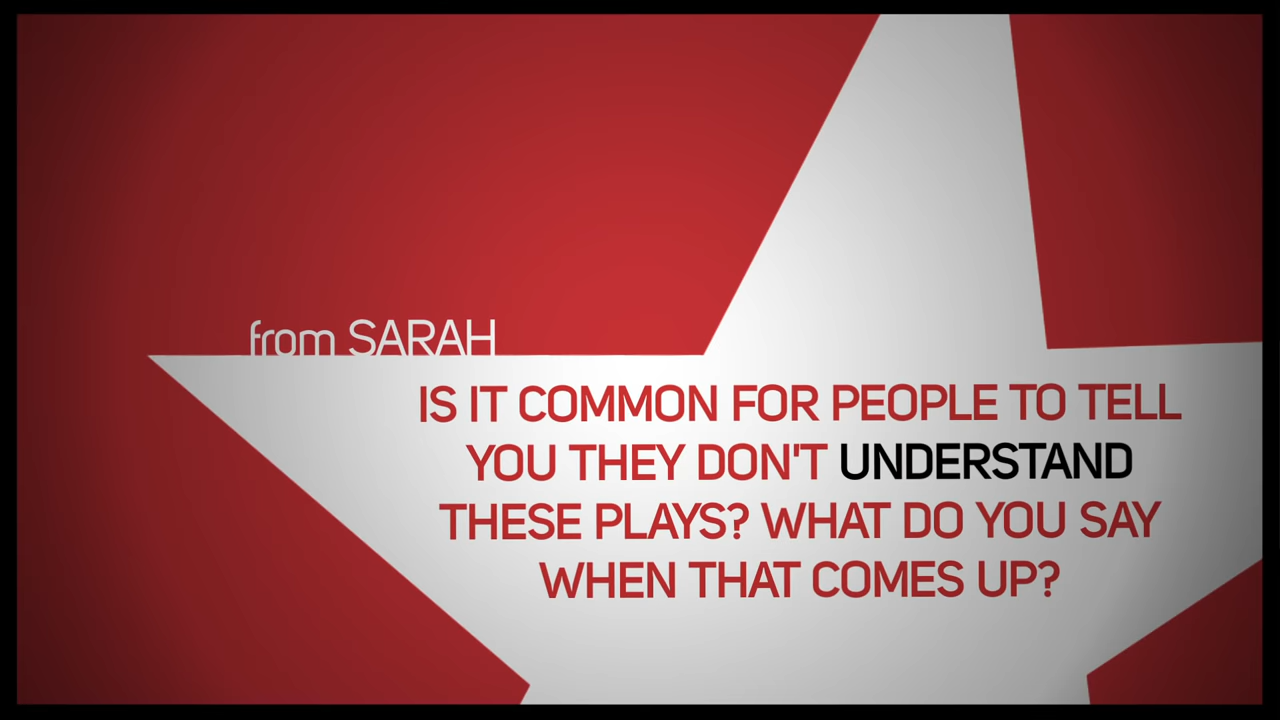 from SARAH
IS IT COMMON FOR PEOPLE TO TELL
YOU THEY DON'T UNDERSTAND
THESE PLAYS? WHAT DO YOU SAY
WHEN THAT COMES UP?